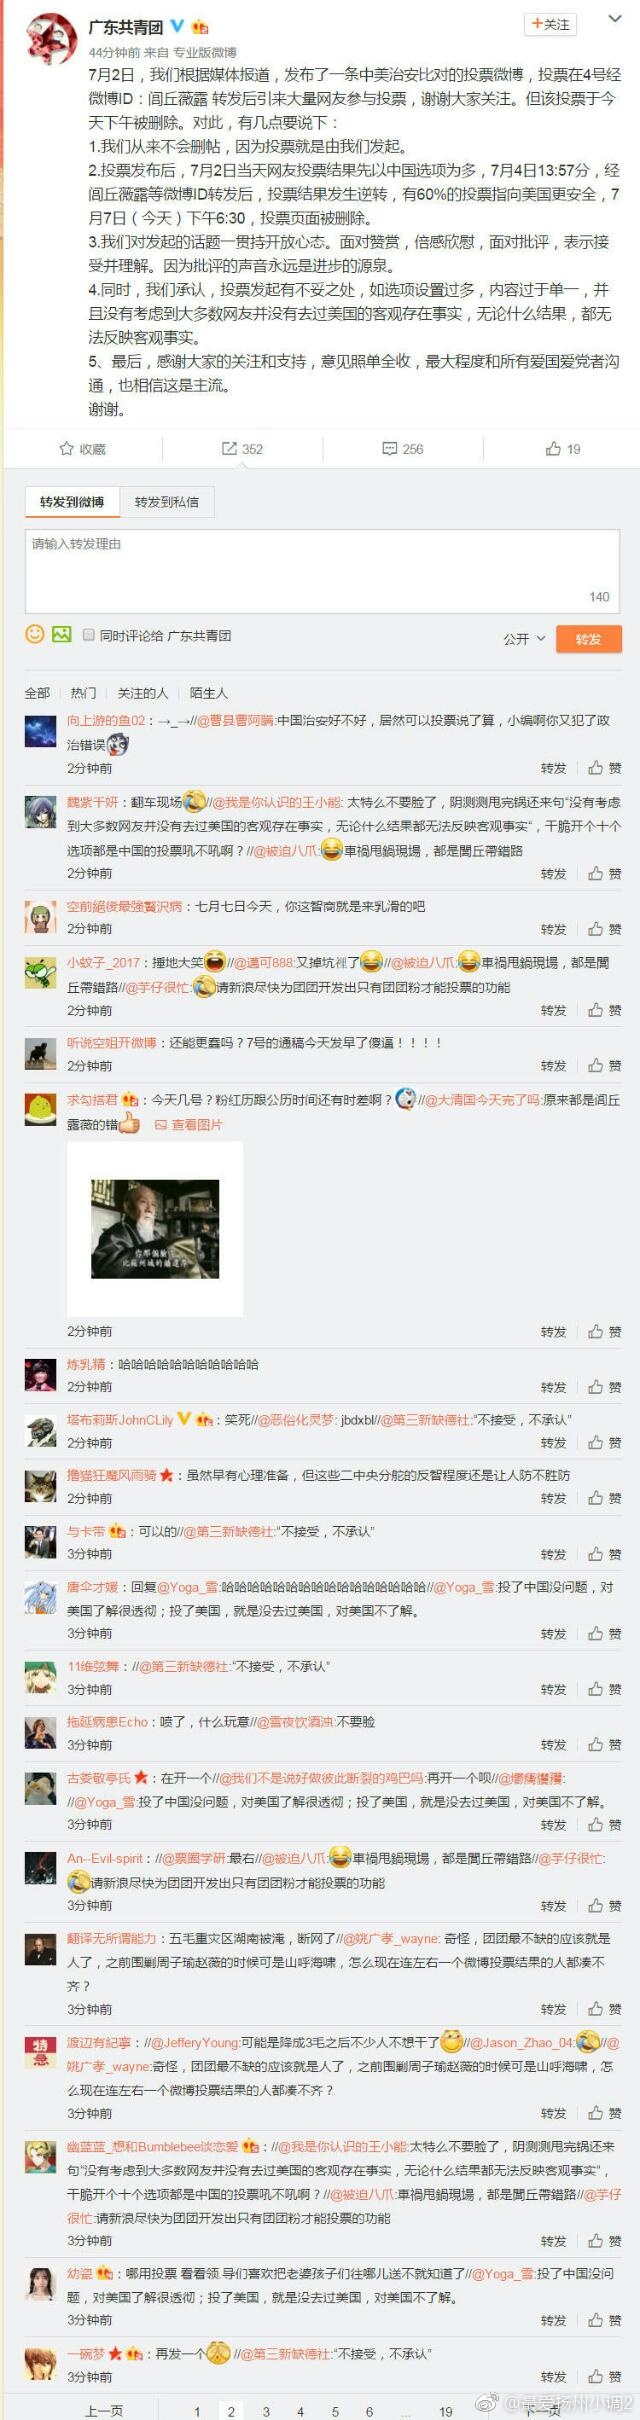 广东共青团
+关注
44分钟前 来自 专业版微博
7月2日，我们根据媒体报道，发布了一条中美治安比对的投票微博，投票在4号经
微博ID：闾丘薇露 转发后引来大量网友参与投票，谢谢大家关注。但该投票于今
天下午被删除。对此，有几点要说下：
1.我们从来不会删帖，因为投票就是由我们发起。
2.投票发布后，7月2日当天网友投票结果先以中国选项为多，7月4日13:57分，经
闾丘薇露等微博ID转发后，投票结果发生逆转，有60%的投票指向美国更安全，7
月7日（今天）下午6:30，投票页面被删除。
3.我们对发起的话题一贯持开放心态。面对赞赏，倍感欣慰，面对批评，表示接
受并理解。因为批评的声音永远是进步的源泉。
4.同时，我们承认，投票发起有不妥之处，如选项设置过多，内容过于单一，并
且没有考虑到大多数网友并没有去过美国的客观存在事实，无论什么结果，都无
法反映客观事实。
5、最后，感谢大家的关注和支持，意见照单全收，最大程度和所有爱国爱党者沟
通，也相信这是主流。
谢谢。
收藏 352 256 19
转发到微博 转发到私信
请输入转发理由
140
同时评论给 广东共青团 公开 转发
全部 热门 关注的人 陌生人
向上游的鱼02：→_→//@曹县曹阿瞒:中国治安好不好，居然可以投票说了算，小编啊你又犯了政
治错误
2分钟前 转发 赞
魏紫干妍：翻车现场//@我是你认识的王小能: 太特么不要脸了，阴测测甩完锅还来句“没有考虑
到大多数网友并没有去过美国的客观存在事实，无论什么结果都无法反映客观事实“，干脆开个十个
选项都是中国的投票吼不吼啊？//@被迫八爪:車禍甩鍋現場，都是閭丘帶錯路
2分钟前 转发 赞
空前絕後最強贅沢病：七月七日今天，你这智商就是来乳滑的吧
2分钟前 转发 赞
小蚊子_2017：捶地大笑//@邁可888:又掉坑裡了//@被迫八爪:車禍甩鍋現場，都是閭
丘帶錯路//@芋仔很忙:请新浪尽快为团团开发出只有团团粉才能投票的功能
2分钟前 转发 赞
听说空姐开微博：还能更蠢吗？7号的通稿今天发早了傻逼！！！！
2分钟前 转发 赞
求勾搭君：今天几号？粉红历跟公历时间还有时差啊？//@大清国今天完了吗:原来都是闾丘
露薇的错 查看图片
你那個臉
2分钟前 转发 赞
炼乳精：哈哈哈哈哈哈哈哈哈哈哈
2分钟前 转发 赞
塔布莉斯JohnCLily：笑死//@恶俗化灵梦: jbdxbl//@第三新缺德社:“不接受，不承认”
2分钟前 转发 赞
撸猫狂魔风雨骑：虽然早有心理准备，但这些二中央分舵的反智程度还是让人防不胜防
2分钟前 转发 赞
与卡带：可以的//@第三新缺德社:“不接受，不承认”
3分钟前 转发 赞
唐伞才媛：回复@Yoga_雪:哈哈哈哈哈哈哈哈哈哈哈哈哈哈哈哈//@Yoga_雪:投了中国没问题，对
美国了解很透彻；投了美国，就是没去过美国，对美国不了解。
3分钟前 转发 赞
11维弦舞：//@第三新缺德社:“不接受，不承认”
3分钟前 转发 赞
拖延病患Echo：喷了，什么玩意//@雪夜饮酒浊:不要脸
3分钟前 转发 赞
古娄敬亭氏：在开一个//@我们不是说好做彼此断裂的鸡巴吗:再开一个呗//@
//@Yoga_雪:投了中国没问题，对美国了解很透彻；投了美国，就是没去过美国，对美国不了解。
3分钟前 转发 赞
An--Evil-spirit：//@票圈学研:最右//@被迫八爪:車禍甩鍋現場，都是閭丘帶錯路//@芋仔很忙:
请新浪尽快为团团开发出只有团团粉才能投票的功能
3分钟前 转发 赞
翻译无所谓能力：五毛重灾区湖南被淹，断网了//@姚广孝_wayne: 奇怪，团团最不缺的应该就是
人了，之前围剿周子瑜赵薇的时候可是山呼海啸，怎么现在连左右一个微博投票结果的人都凑不
齐？
3分钟前 转发 赞
渡辺有紀寧：//@JefferyYoung:可能是降成3毛之后不少人不想干了//@Jason_Zhao_04://@
姚广孝_wayne:奇怪，团团最不缺的应该就是人了，之前围剿周子瑜赵薇的时候可是山呼海啸，怎
么现在连左右一个微博投票结果的人都凑不齐？
3分钟前 转发 赞
特急
幽蓝蓝_想和Bumblebee谈恋爱：//@我是你认识的王小能:太特么不要脸了，阴测测甩完锅还来
句“没有考虑到大多数网友并没有去过美国的客观存在事实，无论什么结果都无法反映客观事实“，
干脆开个十个选项都是中国的投票吼不吼啊？//@被迫八爪:車禍甩鍋現場，都是閭丘帶錯路//@芋仔
很忙:请新浪尽快为团团开发出只有团团粉才能投票的功能
3分钟前 转发 赞
幼瓷：哪用投票 看看领.导们喜欢把老婆孩子们往哪儿送不就知道了//@Yoga_雪:投了中国没问
题，对美国了解很透彻；投了美国，就是没去过美国，对美国不了解。
3分钟前 转发 赞
一碗梦：再发一个//@第三新缺德社:“不接受，不承认”
3分钟前 转发 赞
上一页 1 2 3 4 5 6 ... 19 下一页
@最爱扬州小调2